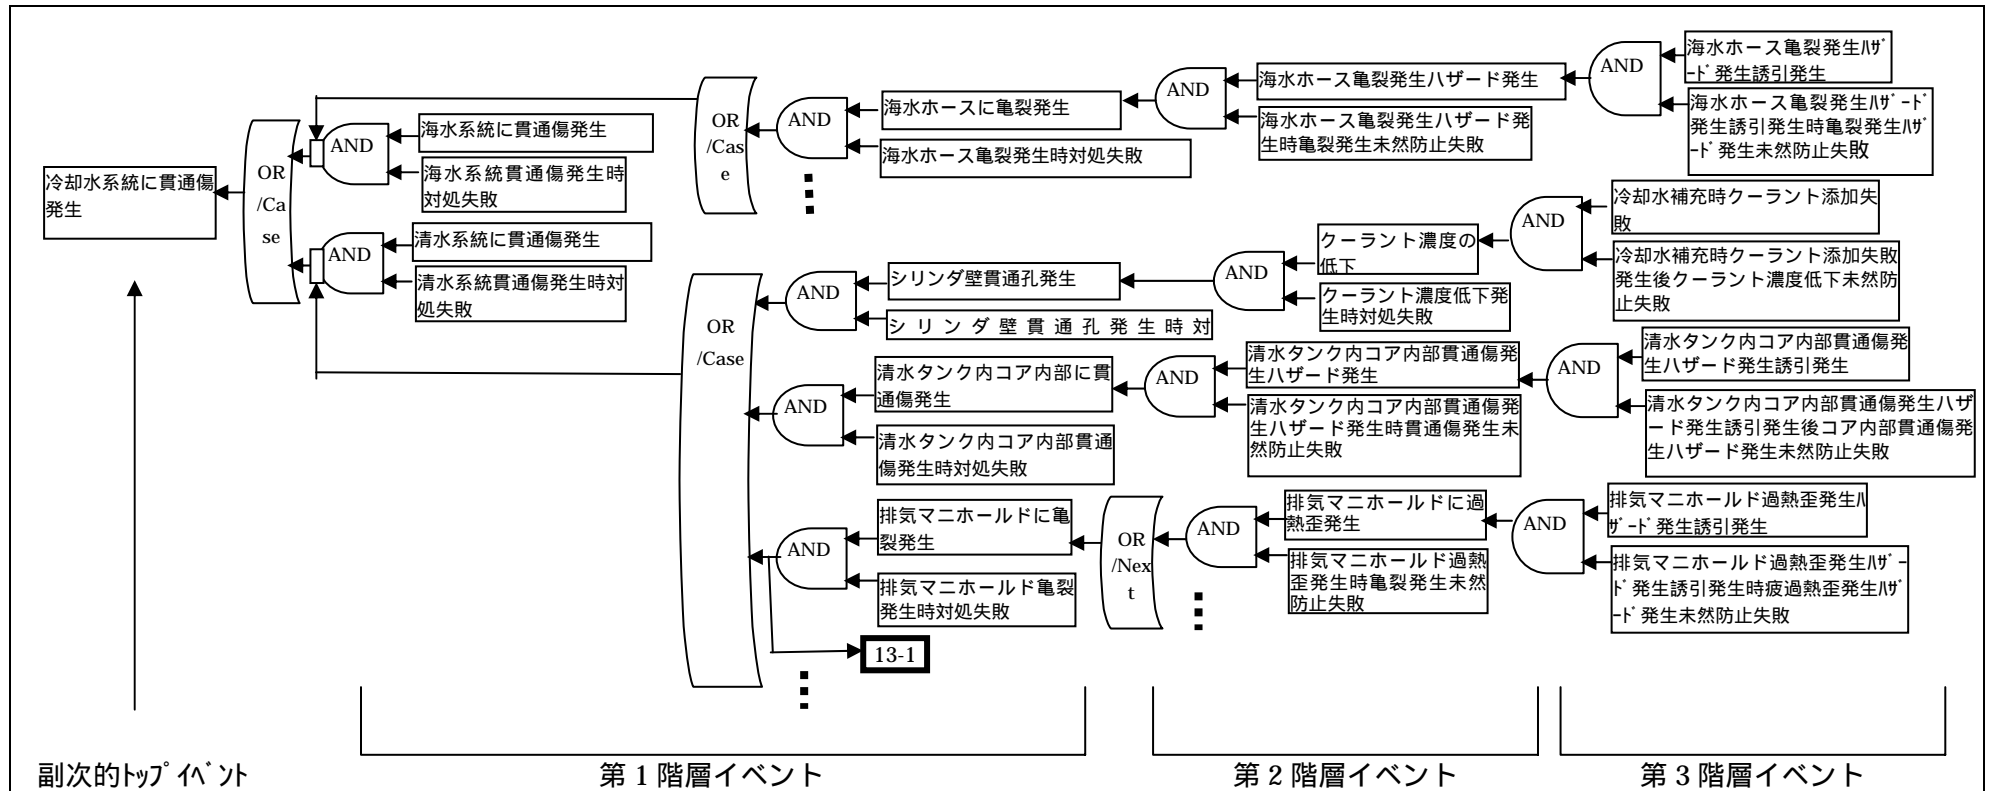 冷却水系統に貫通傷
発生
OR
/Ca
se
AND
海水系統に貫通傷発生
海水系統貫通傷発生時
対処失敗
AND
清水系統に貫通傷発生
清水系統貫通傷発生時対
処失敗
OR
/Cas
e
AND
海水ホースに亀裂発生
海水ホース亀裂発生時対処失敗
AND
海水ホース亀裂発生ハザード発生
海水ホース亀裂発生ハザード発
生時亀裂発生未然防止失敗
AND
海水ホース亀裂発生ﾊｻﾞ
ｰﾄﾞ発生誘引発生
海水ホース亀裂発生ﾊｻﾞｰﾄﾞ
発生誘引発生時亀裂発生ﾊｻﾞ
ｰﾄﾞ発生未然防止失敗
OR
/Case
AND
シリンダ壁貫通孔発生
シリンダ壁貫通孔発生時対
AND
クーラント濃度の
低下
クーラント濃度低下発
生時対処失敗
AND
冷却水補充時クーラント添加失
敗
冷却水補充時クーラント添加失敗
発生後クーラント濃度低下未然防
止失敗
AND
清水タンク内コア内部に貫
通傷発生
清水タンク内コア内部貫通
傷発生時対処失敗
AND
清水タンク内コア内部貫通傷発
生ハザード発生
清水タンク内コア内部貫通傷発
生ハザード発生時貫通傷発生未
然防止失敗
AND
清水タンク内コア内部貫通傷発
生ハザード発生誘引発生
清水タンク内コア内部貫通傷発生ハザ
ード発生誘引発生後コア内部貫通傷発
生ハザード発生未然防止失敗
AND
排気マニホールドに亀
裂発生
排気マニホールド亀裂
発生時対処失敗
13-1
OR
/Nex
t
AND
排気マニホールドに過
熱歪発生
排気マニホールド過熱
歪発生時亀裂発生未然
防止失敗
AND
排気マニホールド過熱歪発生ﾊ
ｻﾞｰﾄﾞ発生誘引発生
排気マニホールド過熱歪発生ﾊｻﾞｰ
ﾄﾞ発生誘引発生時疲過熱歪発生ﾊｻﾞ
ｰﾄﾞ発生未然防止失敗
副次的ﾄｯﾌﾟｲﾍﾞﾝﾄ
第1階層イベント
第2階層イベント
第3階層イベント